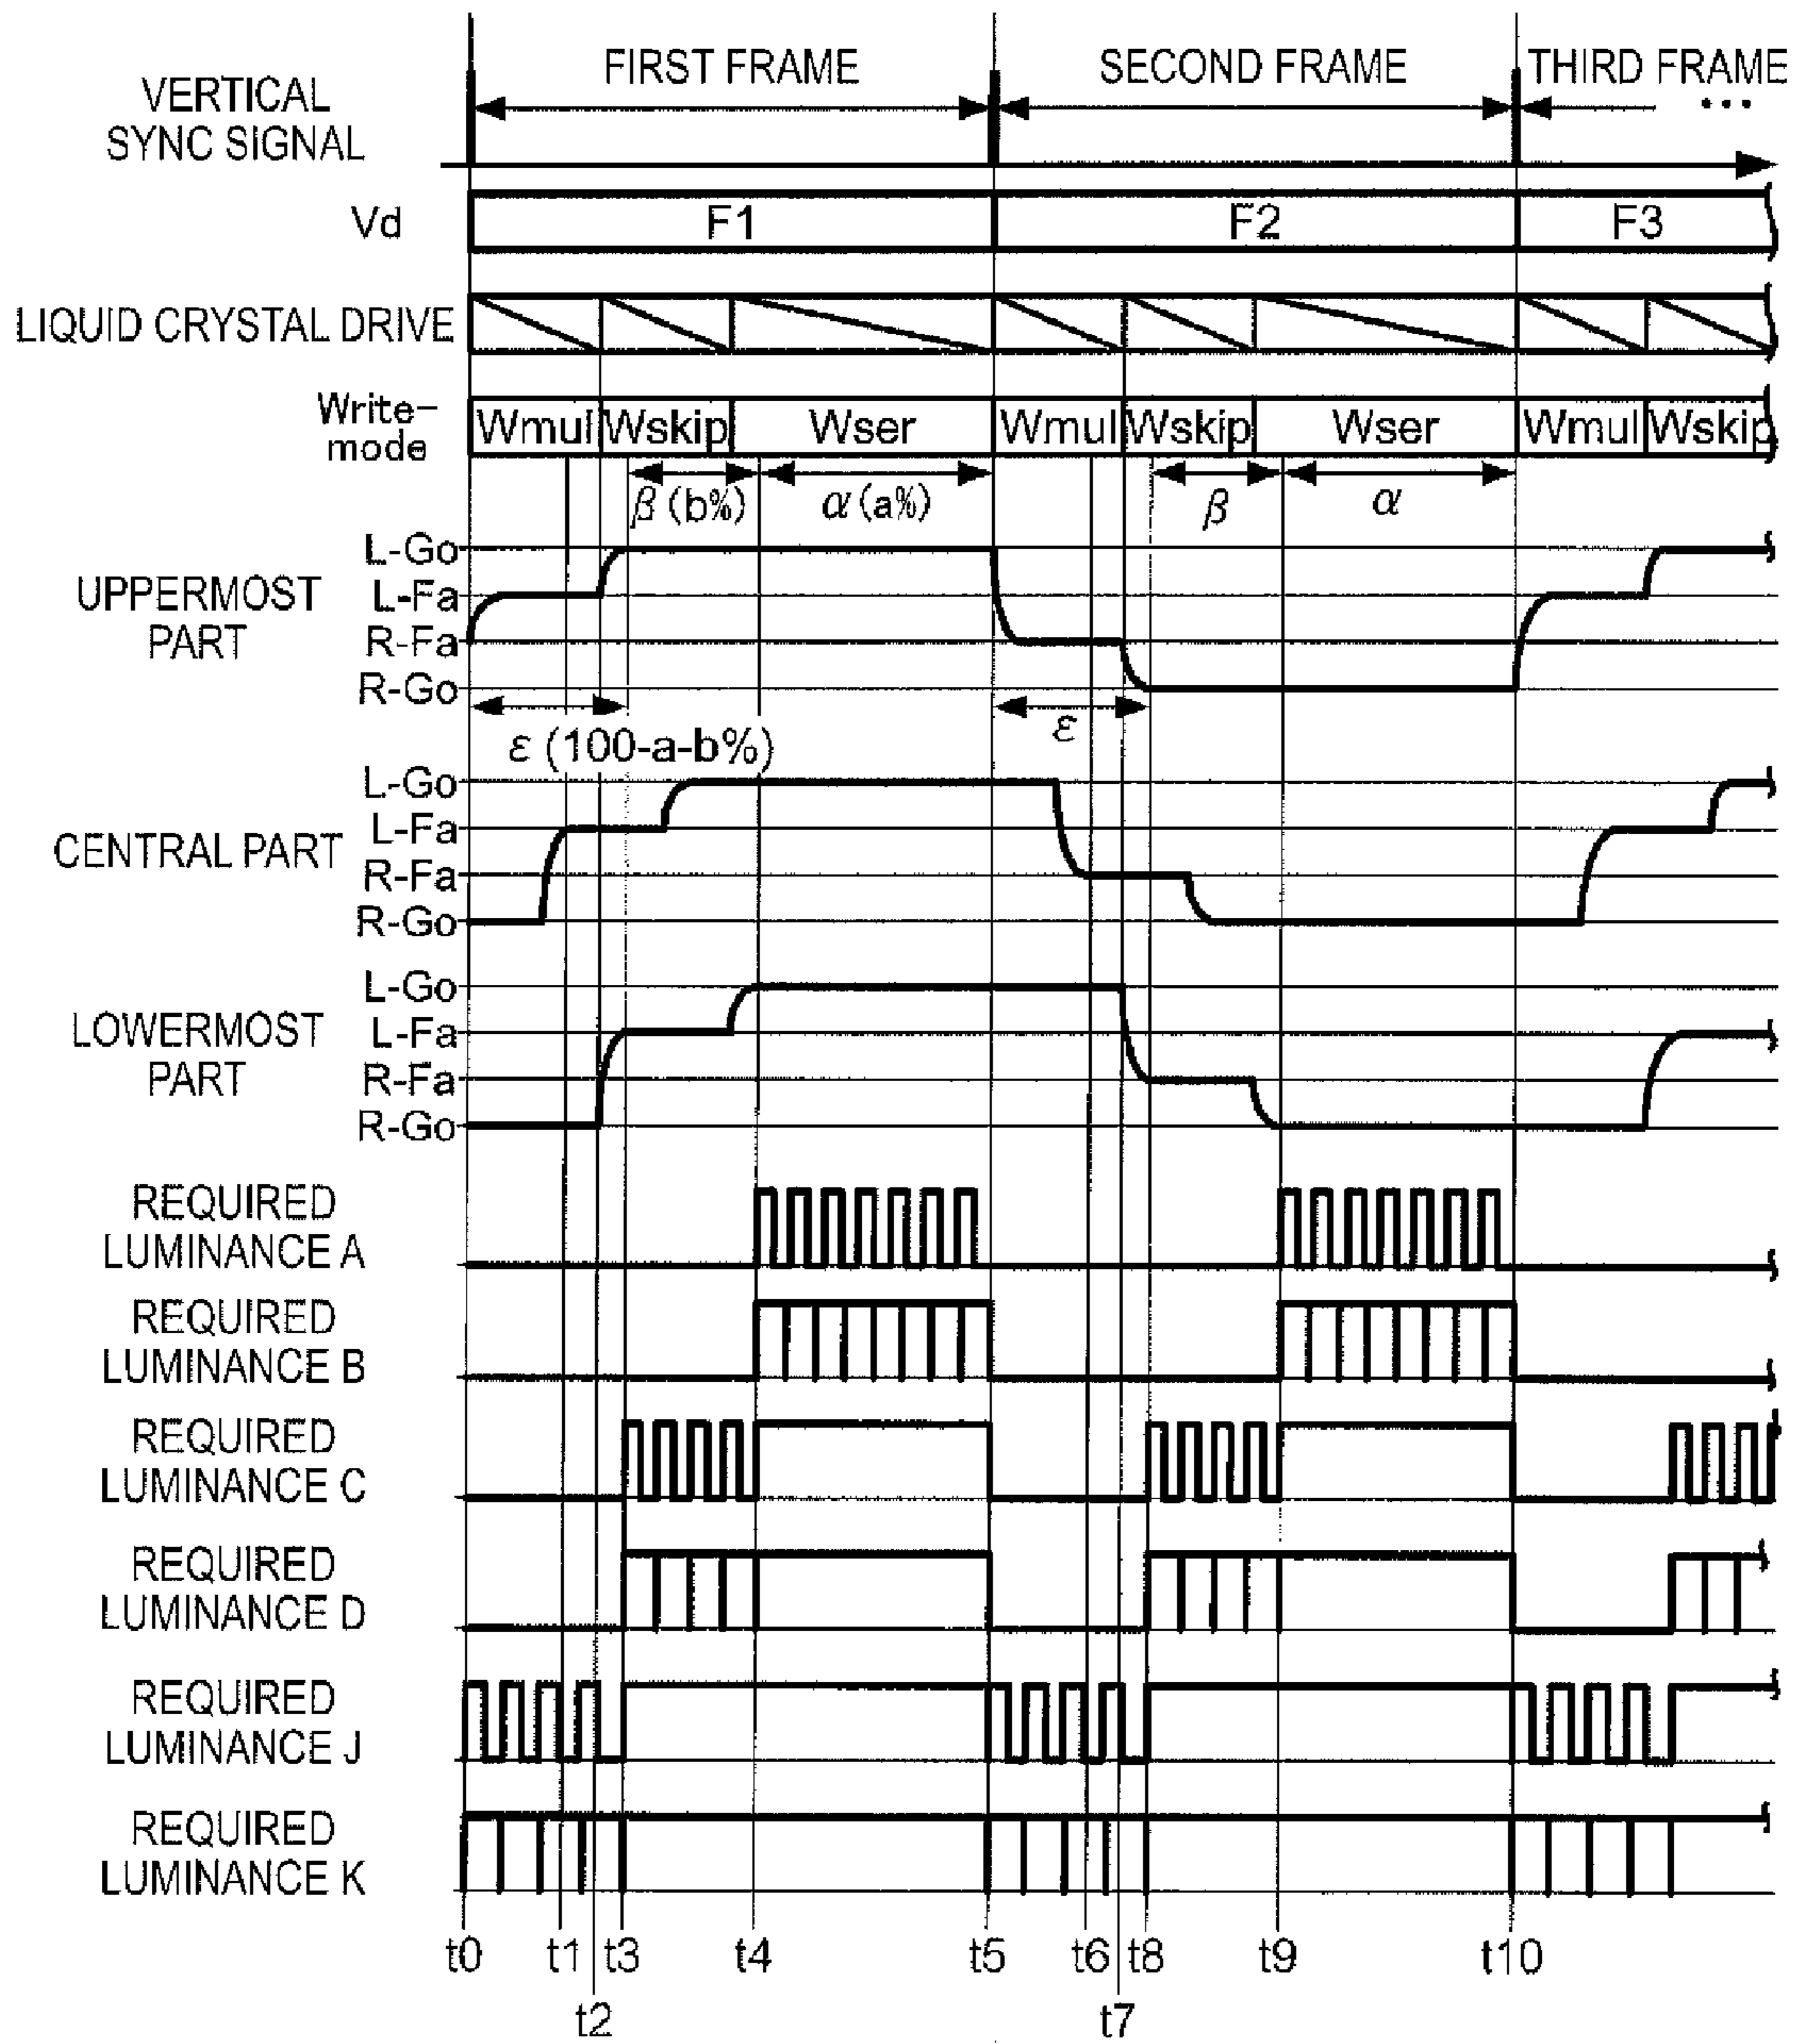 FIRST FRAME
SECOND FRAME
THIRD FRAME
...
VERTICAL
SYNC SIGNAL
Vd
F1
F2
F3
LIQUID CRYSTAL DRIVE
Write-
mode
Wmul
Wskip
Wser
Wmul
Wskip
Wser
Wmul
Wskip
β (b%)
α (a%)
β
α
UPPERMOST
PART
L-Go
L-Fa
R-Fa
R-Go
ε (100-a-b%)
ε
CENTRAL PART
L-Go
L-Fa
R-Fa
R-Go
LOWERMOST
PART
L-Go
L-Fa
R-Fa
R-Go
REQUIRED
LUMINANCE A
REQUIRED
LUMINANCE B
REQUIRED
LUMINANCE C
REQUIRED
LUMINANCE D
REQUIRED
LUMINANCE J
REQUIRED
LUMINANCE K
t0
t1
t3
t4
t5
t6
t8
t9
t10
t2
t7